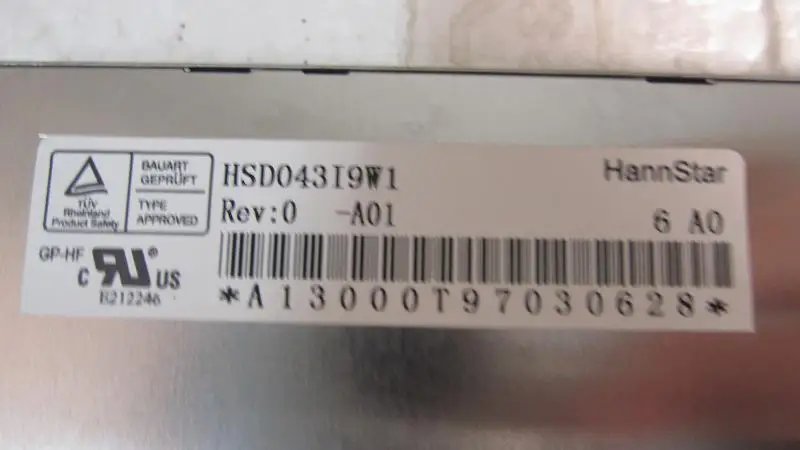 BAUART
GEPRÜFT
TÜV
Rheinland
Product Safety
TYPE
APPROVED
HSD043I9W1
HannStar
Rev:0 -A01
6 A0
GP-HF
C RU® US
E212246
*A13000T97030628*